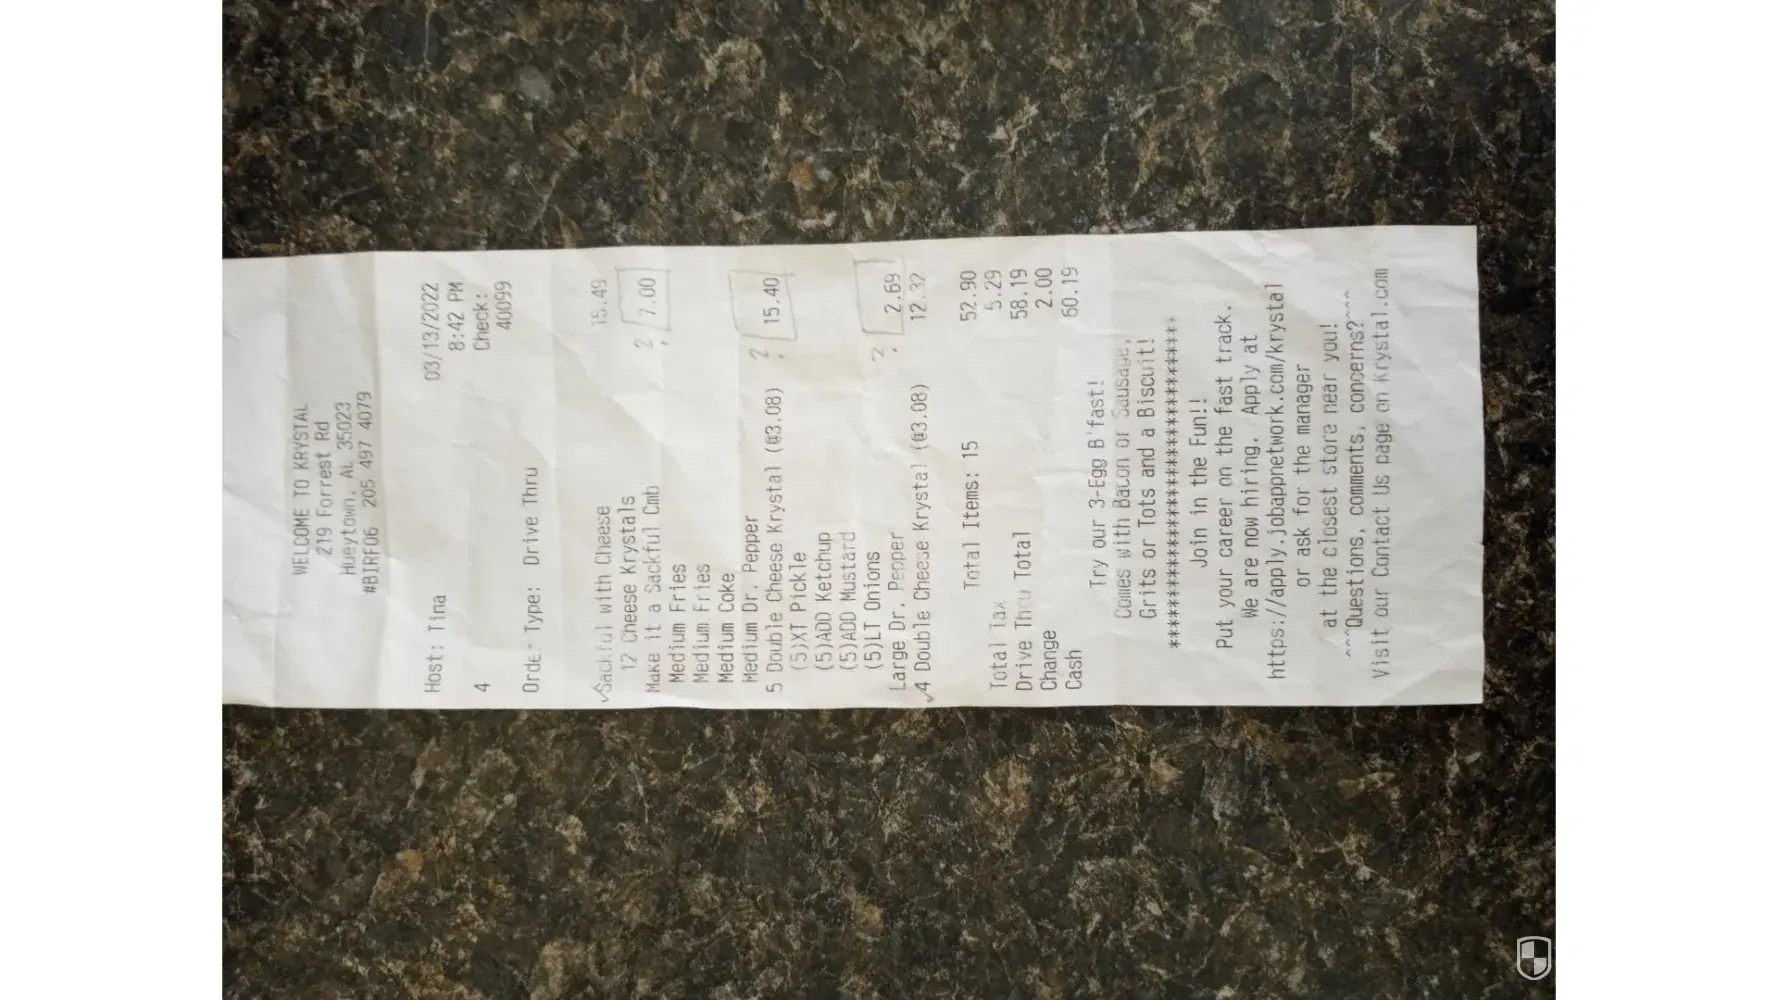 WELCOME TO KRYSTAL
219 Forrest Rd
Hueytown, AL 35023
#BIRF06 205 497 4079
03/13/2022
Host: Tina 8:42 PM
Check:
4 40099
Order Type: Drive Thru
✓Sackful with Cheese 15.49
12 Cheese Krystals
Make it a Sackful Cmb ? 7.00
Medium Fries
Medium Fries
Medium Coke
Medium Dr. Pepper
5 Double Cheese Krystal (@3.08) ? 15.40
(5)XT Pickle
(5)ADD Ketchup
(5)ADD Mustard
(5)LT Onions
Large Dr. Pepper ? 2.69
✓4 Double Cheese Krystal (@3.08) 12.32
Total Items: 15
52.90
Total Tax 5.29
Drive Thru Total 58.19
Change 2.00
Cash 60.19
Try our 3-Egg B'fast!
Comes with Bacon or Sausage,
Grits or Tots and a Biscuit!
*********************************
Join in the Fun!!
Put your career on the fast track.
We are now hiring. Apply at
https://apply.jobappnetwork.com/krystal
or ask for the manager
at the closest store near you!
^^^Questions, comments, concerns?^^^
Visit our Contact Us page on Krystal.com